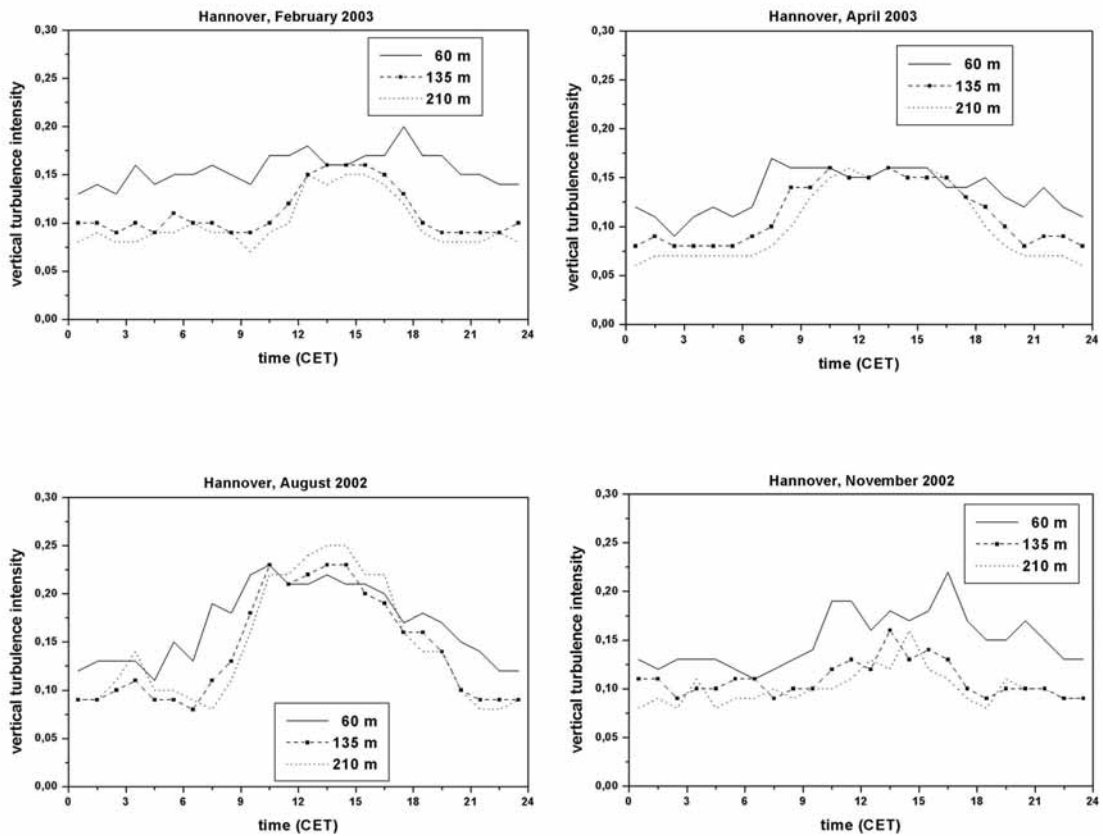 Hannover, February 2003
0,30
0,25
0,20
0,15
0,10
0,05
0,00
vertical turbulence intensity
60 m
135 m
210 m
0 3 6 9 12 15 18 21 24
time (CET)
Hannover, April 2003
0,30
0,25
0,20
0,15
0,10
0,05
0,00
vertical turbulence intensity
60 m
135 m
210 m
0 3 6 9 12 15 18 21 24
time (CET)
Hannover, August 2002
0,30
0,25
0,20
0,15
0,10
0,05
0,00
vertical turbulence intensity
60 m
135 m
210 m
0 3 6 9 12 15 18 21 24
time (CET)
Hannover, November 2002
0,30
0,25
0,20
0,15
0,10
0,05
0,00
vertical turbulence intensity
60 m
135 m
210 m
0 3 6 9 12 15 18 21 24
time (CET)